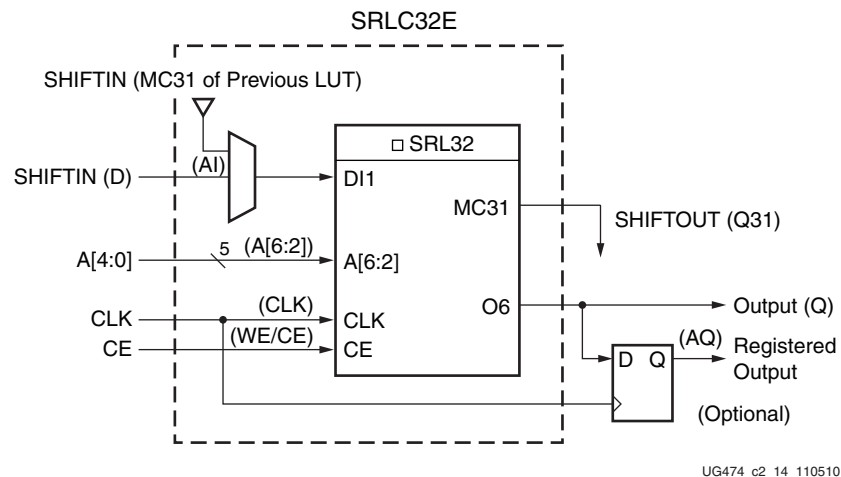 SRLC32E
SHIFTIN (MC31 of Previous LUT)
SRL32
(AI)
SHIFTIN (D)
DI1
MC31
SHIFTOUT (Q31)
5
(A[6:2])
A[4:0]
A[6:2]
(CLK)
O6
Output (Q)
CLK
CLK
(WE/CE)
(AQ)
CE
CE
D Q
Registered
Output
(Optional)
UG474_c2_14_110510